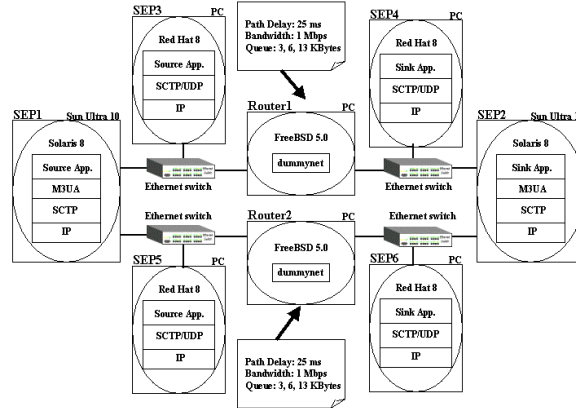 SEP3
PC
Red Hat 8
Source App.
SCTP/UDP
IP
Path Delay: 25 ms
Bandwidth: 1 Mbps
Queue: 3, 6, 13 KBytes
SEP4
PC
Red Hat 8
Sink App.
SCTP/UDP
IP
SEP1
Sun Ultra 10
Solaris 8
Source App.
M3UA
SCTP
IP
Router1
PC
FreeBSD 5.0
dummynet
SEP2
Sun Ultra
Solaris 8
Sink App.
M3UA
SCTP
IP
Ethernet switch
Ethernet switch
Ethernet switch
Ethernet switch
Router2
PC
FreeBSD 5.0
dummynet
SEP5
PC
Red Hat 8
Source App.
SCTP/UDP
IP
SEP6
PC
Red Hat 8
Sink App.
SCTP/UDP
IP
Path Delay: 25 ms
Bandwidth: 1 Mbps
Queue: 3, 6, 13 KBytes